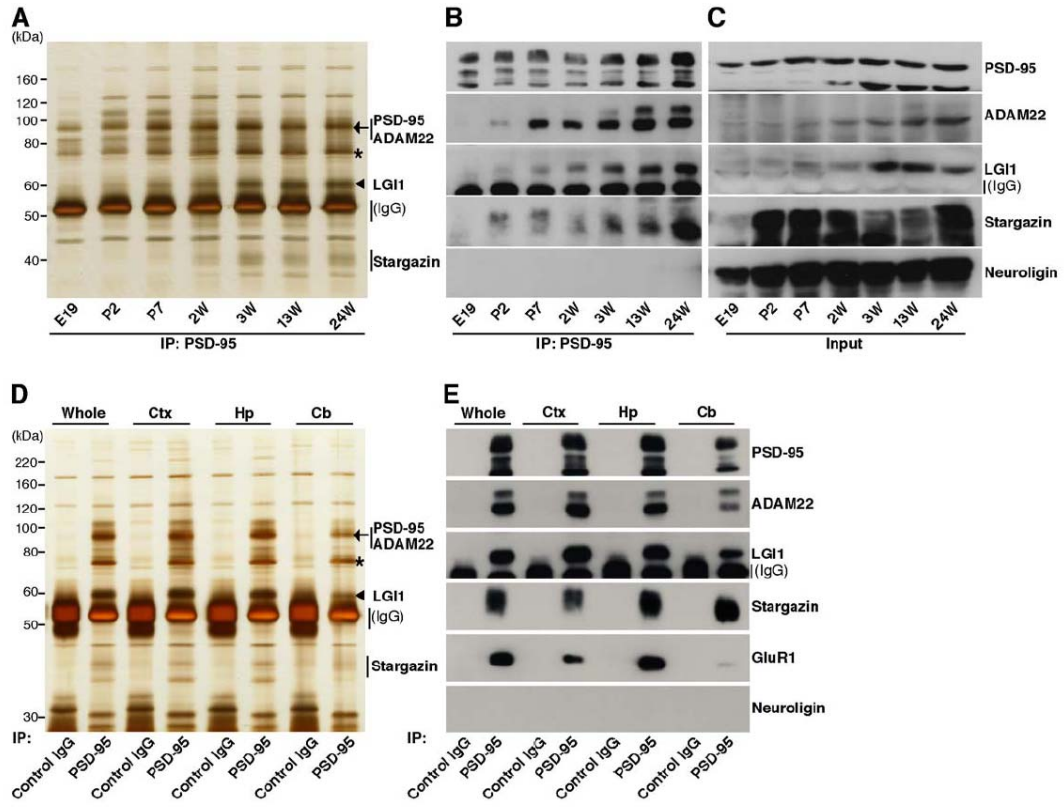 A
(kDa)
160
120
100
80
60
50
40
PSD-95
ADAM22
*
LGI1
(IgG)
Stargazin
E19 P2 P7 2W 3W 13W 24W
IP: PSD-95
B
E19 P2 P7 2W 3W 13W 24W
IP: PSD-95
C
PSD-95
ADAM22
LGI1
(IgG)
Stargazin
Neuroligin
E19 P2 P7 2W 3W 13W 24W
Input
D
Whole Ctx Hp Cb
(kDa)
220
160
120
100
80
60
50
30
PSD-95
ADAM22
*
LGI1
(IgG)
Stargazin
IP:
Control IgG PSD-95 Control IgG PSD-95 Control IgG PSD-95 Control IgG PSD-95
E
Whole Ctx Hp Cb
PSD-95
ADAM22
LGI1
(IgG)
Stargazin
GluR1
Neuroligin
IP:
Control IgG PSD-95 Control IgG PSD-95 Control IgG PSD-95 Control IgG PSD-95